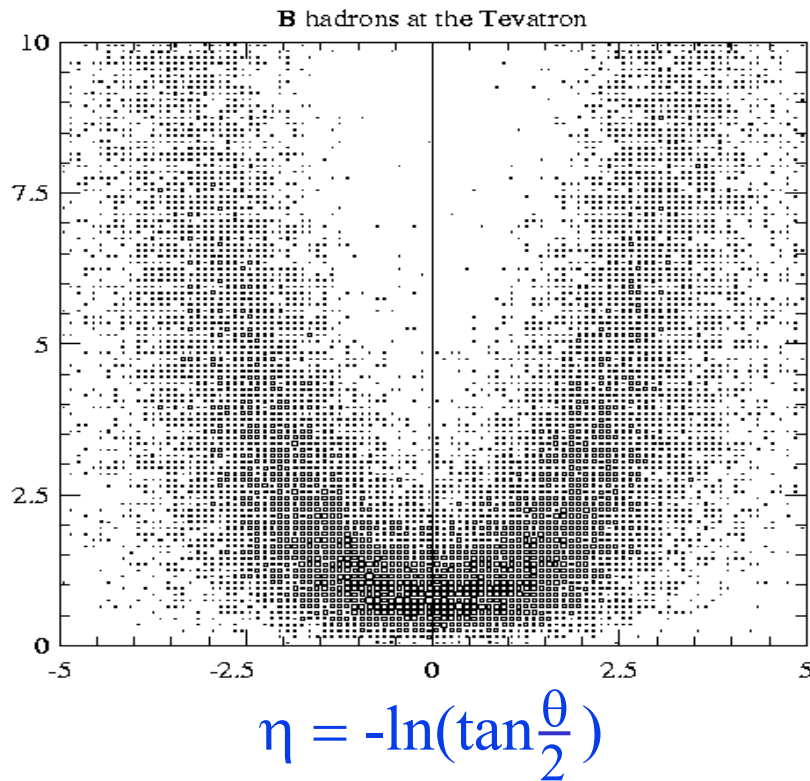 B hadrons at the Tevatron
10
7.5
5
2.5
0
-5 -2.5 0 2.5 5
η = -ln(tan θ/2 )